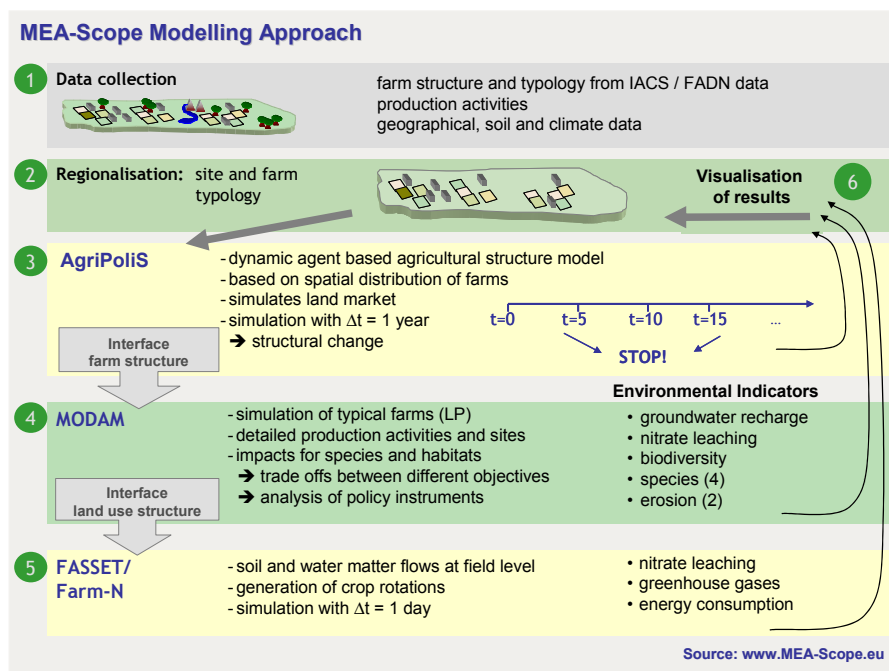 MEA-Scope Modelling Approach
1
Data collection
farm structure and typology from IACS / FADN data
production activities
geographical, soil and climate data
2
Regionalisation: site and farm
typology
Visualisation
of results
6
3
AgriPoliS
- dynamic agent based agricultural structure model
- based on spatial distribution of farms
- simulates land market
- simulation with Δt = 1 year
➔ structural change
t=0
t=5
t=10
t=15
...
STOP!
Interface
farm structure
4
MODAM
- simulation of typical farms (LP)
- detailed production activities and sites
- impacts for species and habitats
➔ trade offs between different objectives
➔ analysis of policy instruments
Environmental Indicators
• groundwater recharge
• nitrate leaching
• biodiversity
• species (4)
• erosion (2)
Interface
land use structure
5
FASSET/
Farm-N
- soil and water matter flows at field level
- generation of crop rotations
- simulation with Δt = 1 day
• nitrate leaching
• greenhouse gases
• energy consumption
Source: www.MEA-Scope.eu